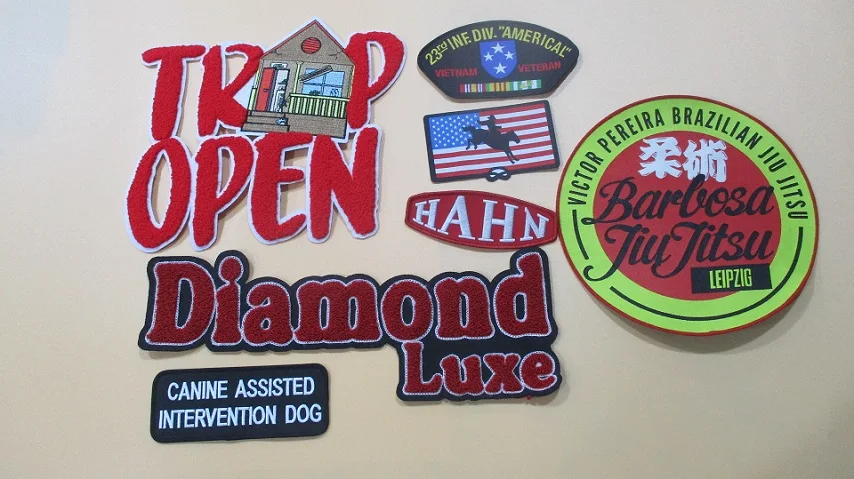 TRAP
OPEN
23rd INF. DIV. "AMERICAL"
VIETNAM VETERAN
HAHN
VICTOR PEREIRA BRAZILIAN JIU JITSU
柔術
Barbosa
Jiu Jitsu
LEIPZIG
Diamond
Luxe
CANINE ASSISTED
INTERVENTION DOG